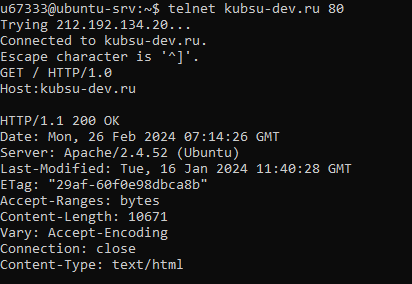 u67333@ubuntu-srv:~$ telnet kubsu-dev.ru 80
Trying 212.192.134.20...
Connected to kubsu-dev.ru.
Escape character is '^]'.
GET / HTTP/1.0
Host:kubsu-dev.ru

HTTP/1.1 200 OK
Date: Mon, 26 Feb 2024 07:14:26 GMT
Server: Apache/2.4.52 (Ubuntu)
Last-Modified: Tue, 16 Jan 2024 11:40:28 GMT
ETag: "29af-60f0e98dbca8b"
Accept-Ranges: bytes
Content-Length: 10671
Vary: Accept-Encoding
Connection: close
Content-Type: text/html